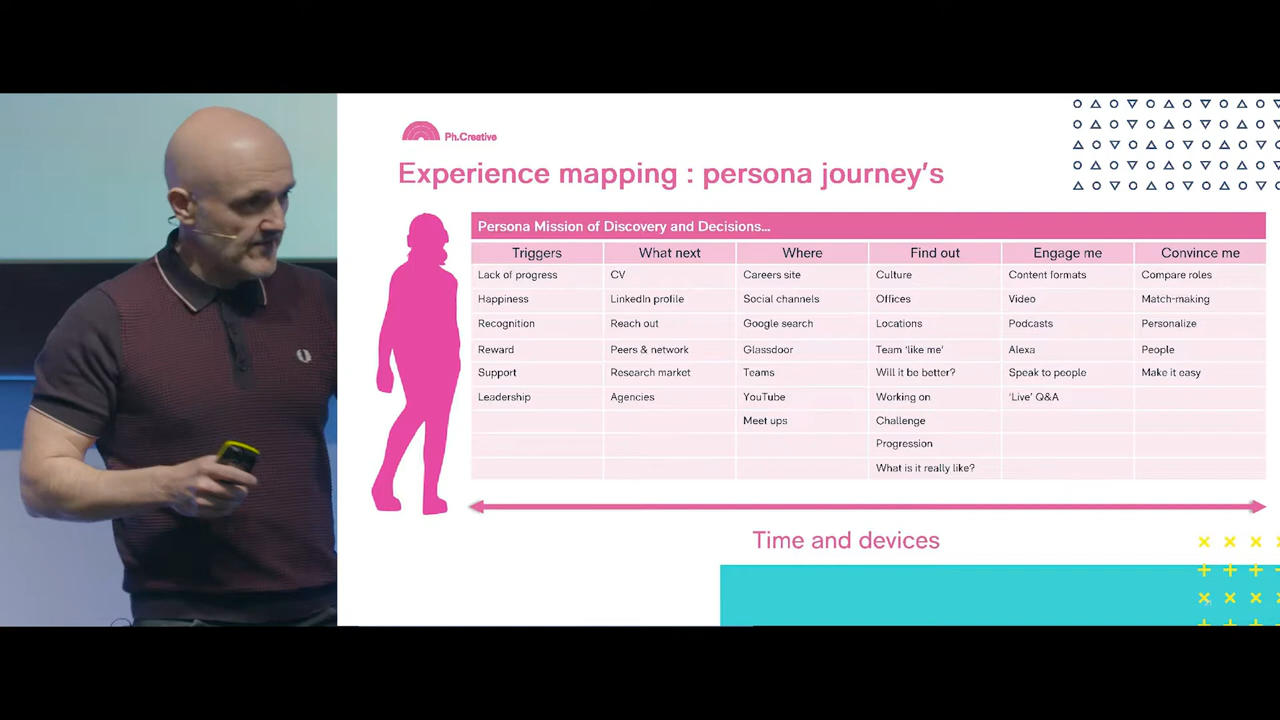 Ph.Creative
Experience mapping : persona journey's
Persona Mission of Discovery and Decisions...
Triggers What next Where Find out Engage me Convince me
Lack of progress CV Careers site Culture Content formats Compare roles
Happiness LinkedIn profile Social channels Offices Video Match-making
Recognition Reach out Google search Locations Podcasts Personalize
Reward Peers & network Glassdoor Team 'like me' Alexa People
Support Research market Teams Will it be better? Speak to people Make it easy
Leadership Agencies YouTube Working on 'Live' Q&A
Meet ups Challenge
Progression
What is it really like?
Time and devices